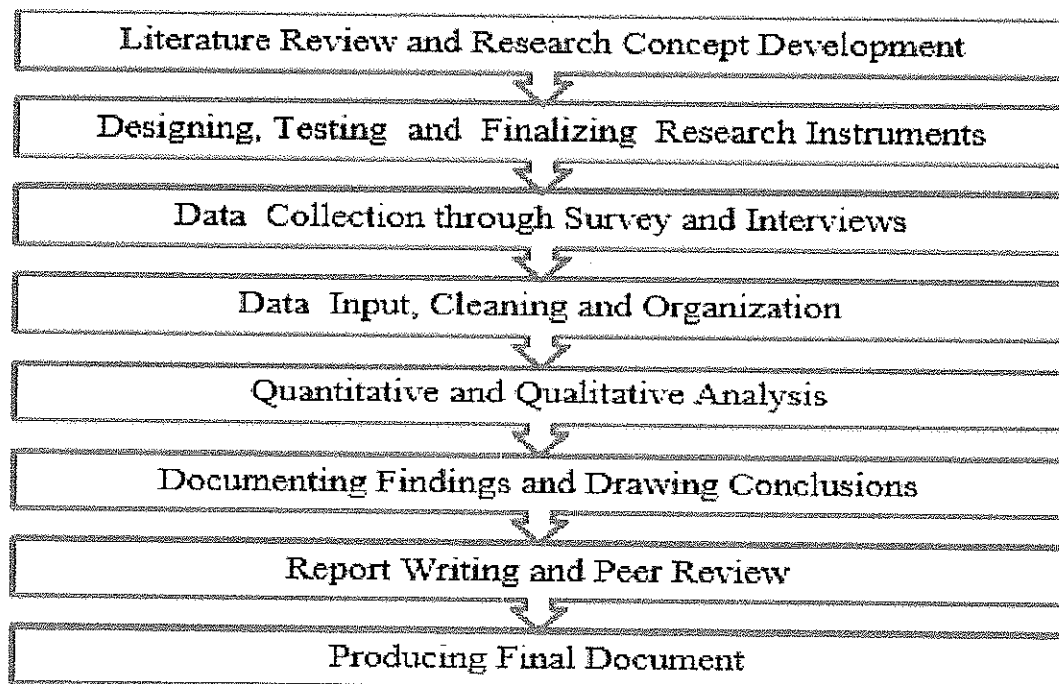 Literature Review and Research Concept Development
Designing, Testing and Finalizing Research Instruments
Data Collection through Survey and Interviews
Data Input, Cleaning and Organization
Quantitative and Qualitative Analysis
Documenting Findings and Drawing Conclusions
Report Writing and Peer Review
Producing Final Document